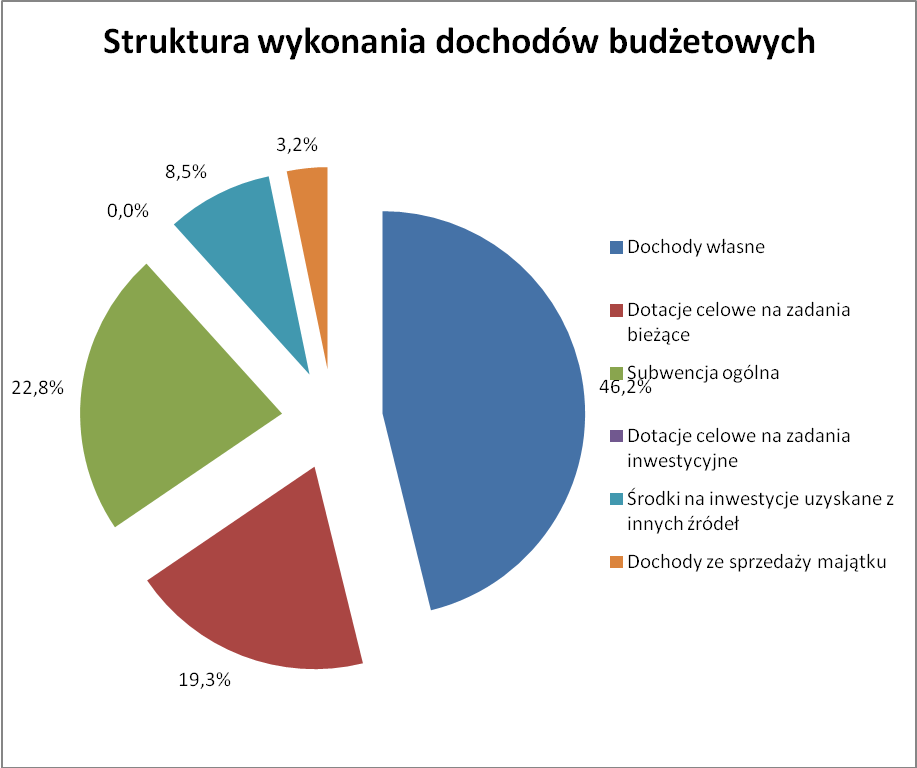 Struktura wykonania dochodów budżetowych
3,2%
8,5%
0,0%
22,8%
19,3%
46,2%
Dochody własne
Dotacje celowe na zadania
bieżące
Subwencja ogólna
Dotacje celowe na zadania
inwestycyjne
Środki na inwestycje uzyskane z
innych źródeł
Dochody ze sprzedaży majątku